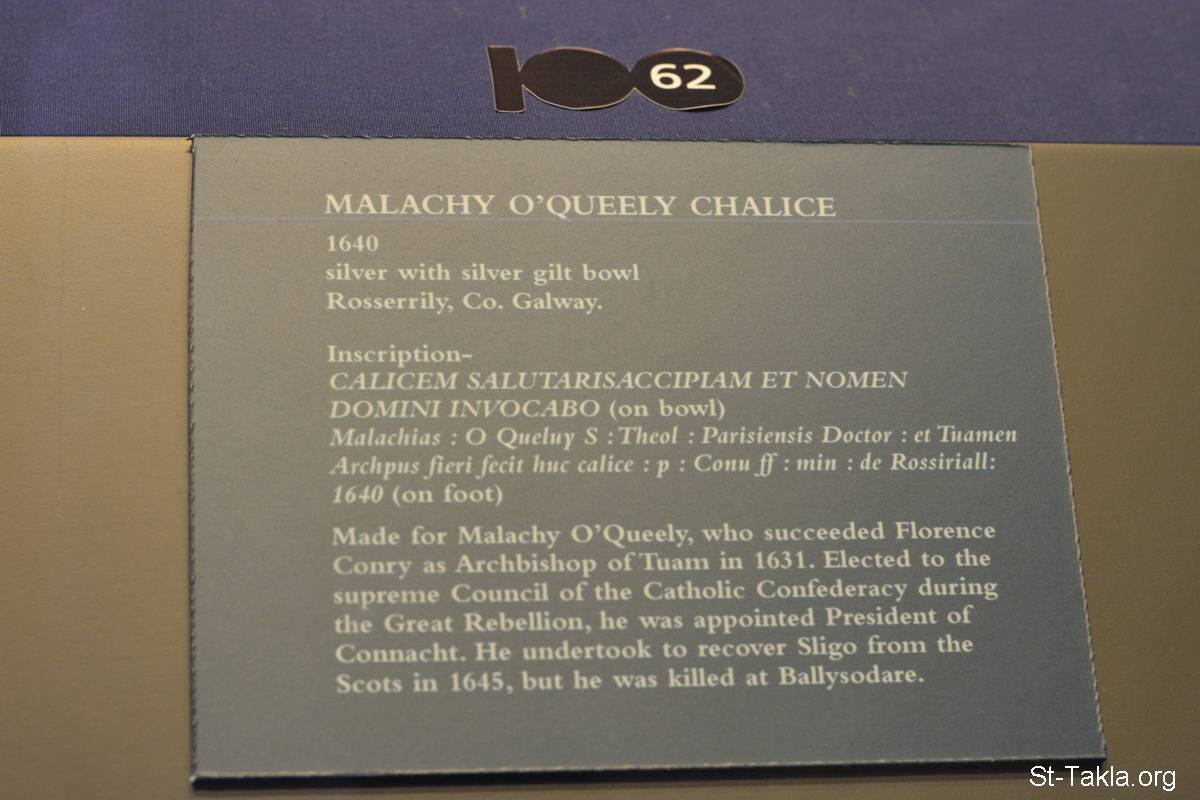 100 62
MALACHY O'QUEELY CHALICE
1640
silver with silver gilt bowl
Rosserrily, Co. Galway.
Inscription-
CALICEM SALUTARISACCIPIAM ET NOMEN
DOMINI INVOCABO (on bowl)
Malachias : O Queluy S : Theol : Parisiensis Doctor : et Tuamen
Archpus fieri fecit huc calice : p : Conu ff : min : de Rossiriall:
1640 (on foot)
Made for Malachy O'Queely, who succeeded Florence
Conry as Archbishop of Tuam in 1631. Elected to the
supreme Council of the Catholic Confederacy during
the Great Rebellion, he was appointed President of
Connacht. He undertook to recover Sligo from the
Scots in 1645, but he was killed at Ballysodare.
St-Takla.org